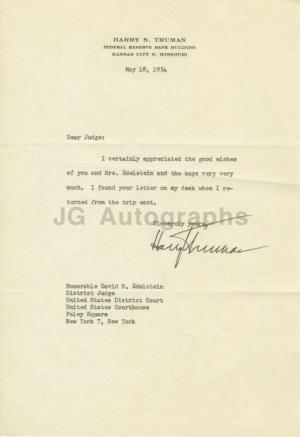 HARRY S. TRUMAN
FEDERAL RESERVE BANK BUILDING
KANSAS CITY 6, MISSOURI
May 18, 1954
Dear Judge:
I certainly appreciated the good wishes
of you and Mrs. Edelstein and the boys very very
much. I found your letter on my desk when I re-
turned from the trip east.
JG Autographs
Sincerely yours,
Harry Truman
Honorable David N. Edelstein
District Judge
United States District Court
United States Courthouse
Foley Square
New York 7, New York